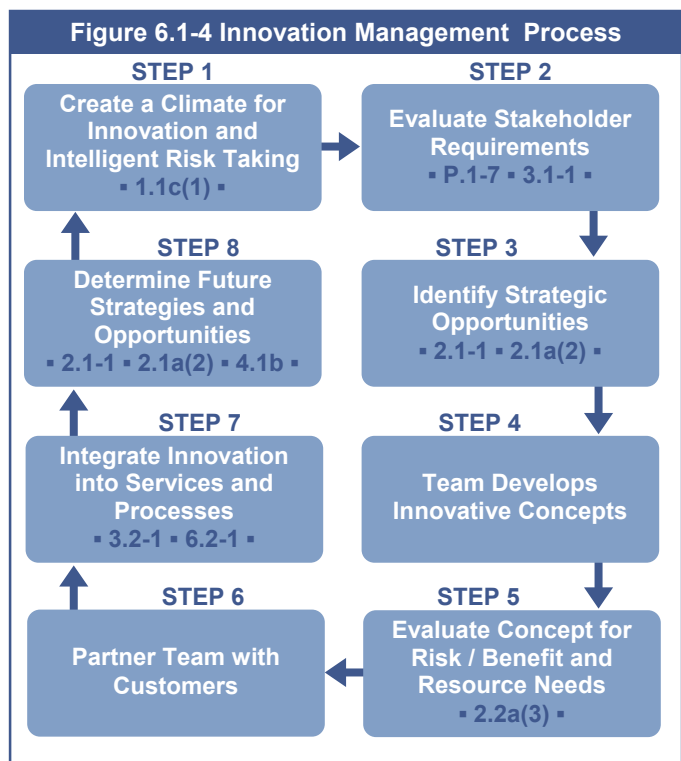 Figure 6.1-4 Innovation Management Process
STEP 1
Create a Climate for
Innovation and
Intelligent Risk Taking
▪ 1.1c(1) ▪
STEP 2
Evaluate Stakeholder
Requirements
▪ P.1-7 ▪ 3.1-1 ▪
STEP 3
Identify Strategic
Opportunities
▪ 2.1-1 ▪ 2.1a(2) ▪
STEP 4
Team Develops
Innovative Concepts
STEP 5
Evaluate Concept for
Risk / Benefit and
Resource Needs
▪ 2.2a(3) ▪
STEP 6
Partner Team with
Customers
STEP 7
Integrate Innovation
into Services and
Processes
▪ 3.2-1 ▪ 6.2-1 ▪
STEP 8
Determine Future
Strategies and
Opportunities
▪ 2.1-1 ▪ 2.1a(2) ▪ 4.1b ▪